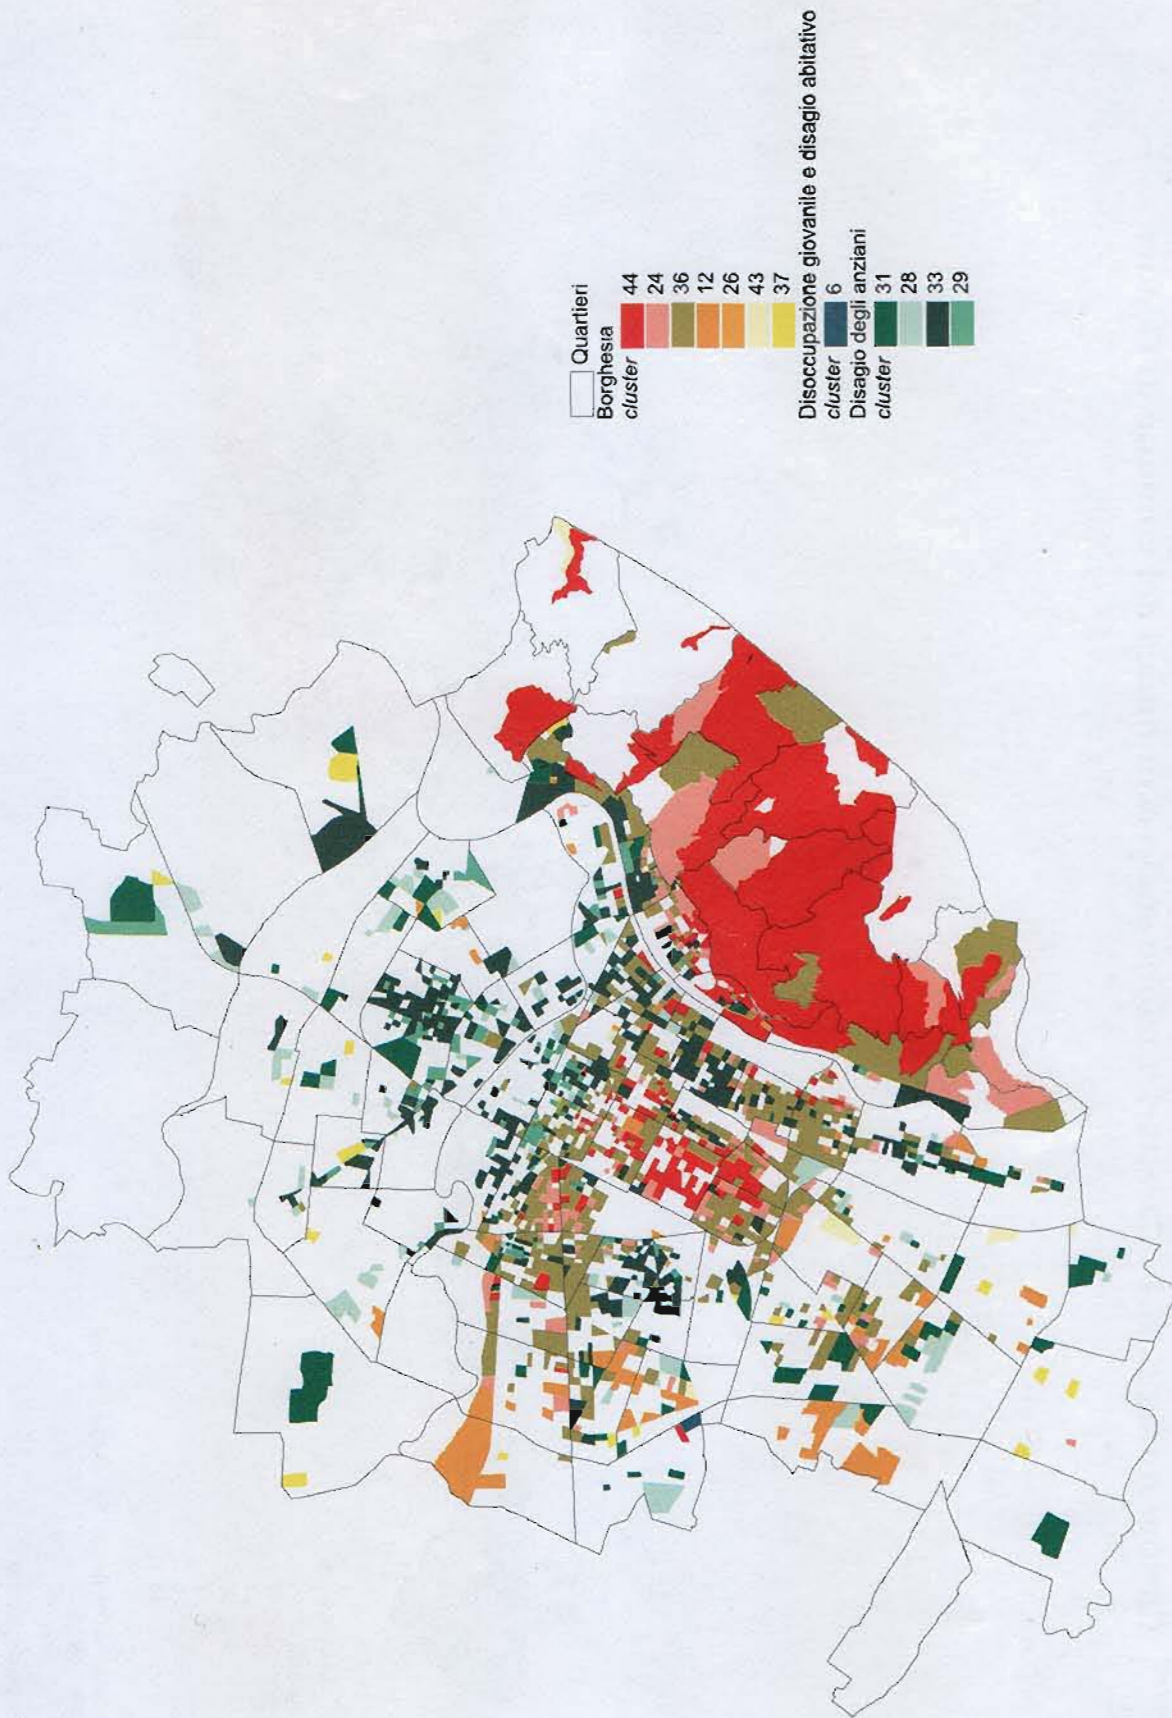 Quartieri
Borghesia
cluster 44
24
36
12
26
43
37
Disoccupazione giovanile e disagio abitativo
cluster 6
Disagio degli anziani
cluster 31
28
33
29